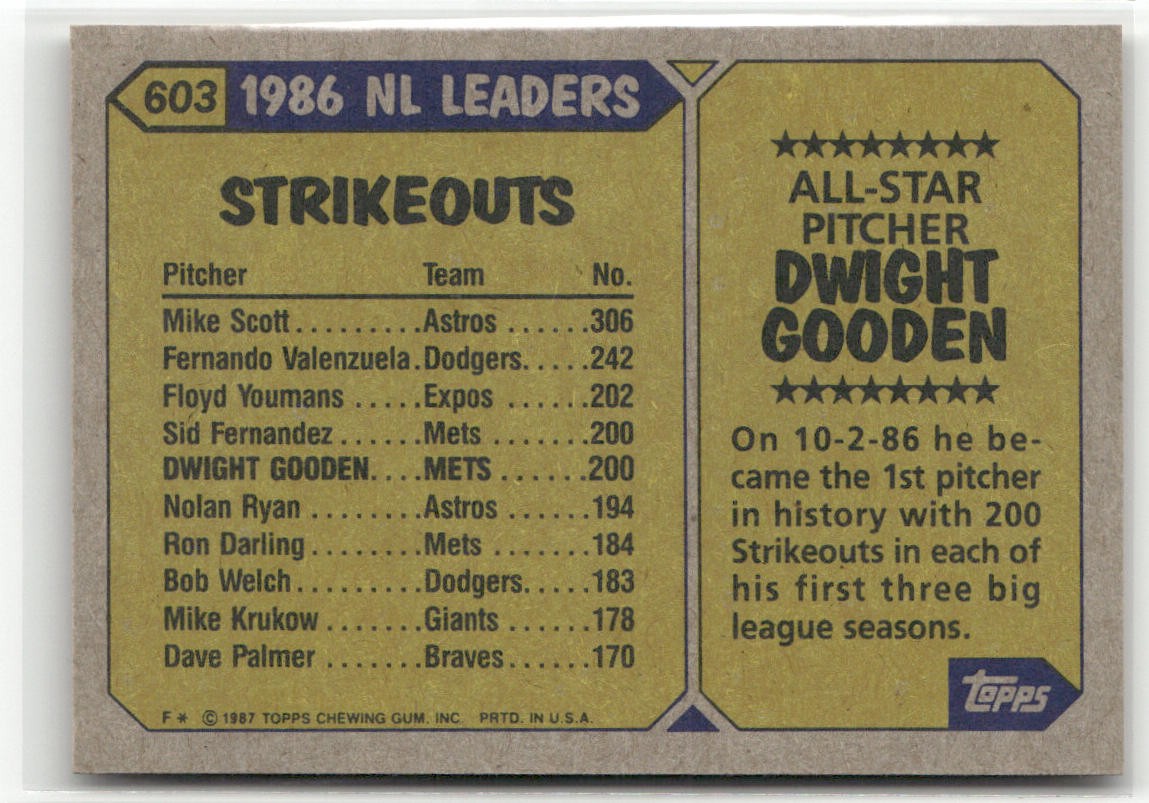 603 1986 NL LEADERS
STRIKEOUTS
Pitcher Team No.
Mike Scott.........Astros ......306
Fernando Valenzuela.Dodgers.....242
Floyd Youmans .....Expos ......202
Sid Fernandez......Mets .......200
DWIGHT GOODEN....METS ......200
Nolan Ryan ........Astros ......194
Ron Darling........Mets .......184
Bob Welch.........Dodgers.....183
Mike Krukow .......Giants ......178
Dave Palmer .......Braves......170
F* © 1987 TOPPS CHEWING GUM, INC. PRTD. IN U.S.A.
ALL-STAR
PITCHER
DWIGHT
GOODEN
On 10-2-86 he be-
came the 1st pitcher
in history with 200
Strikeouts in each of
his first three big
league seasons.
topps